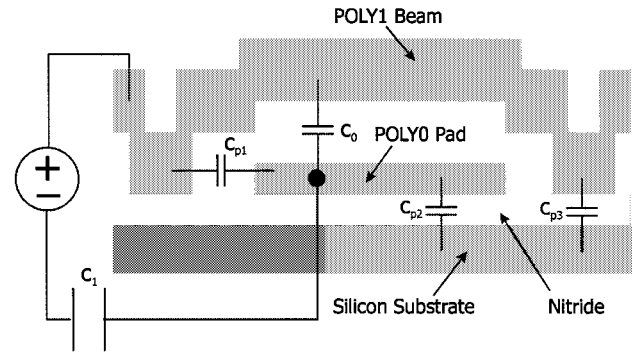 POLY1 Beam
C0
POLY0 Pad
Cp1
+
−
Cp2
Cp3
C1
Silicon Substrate
Nitride